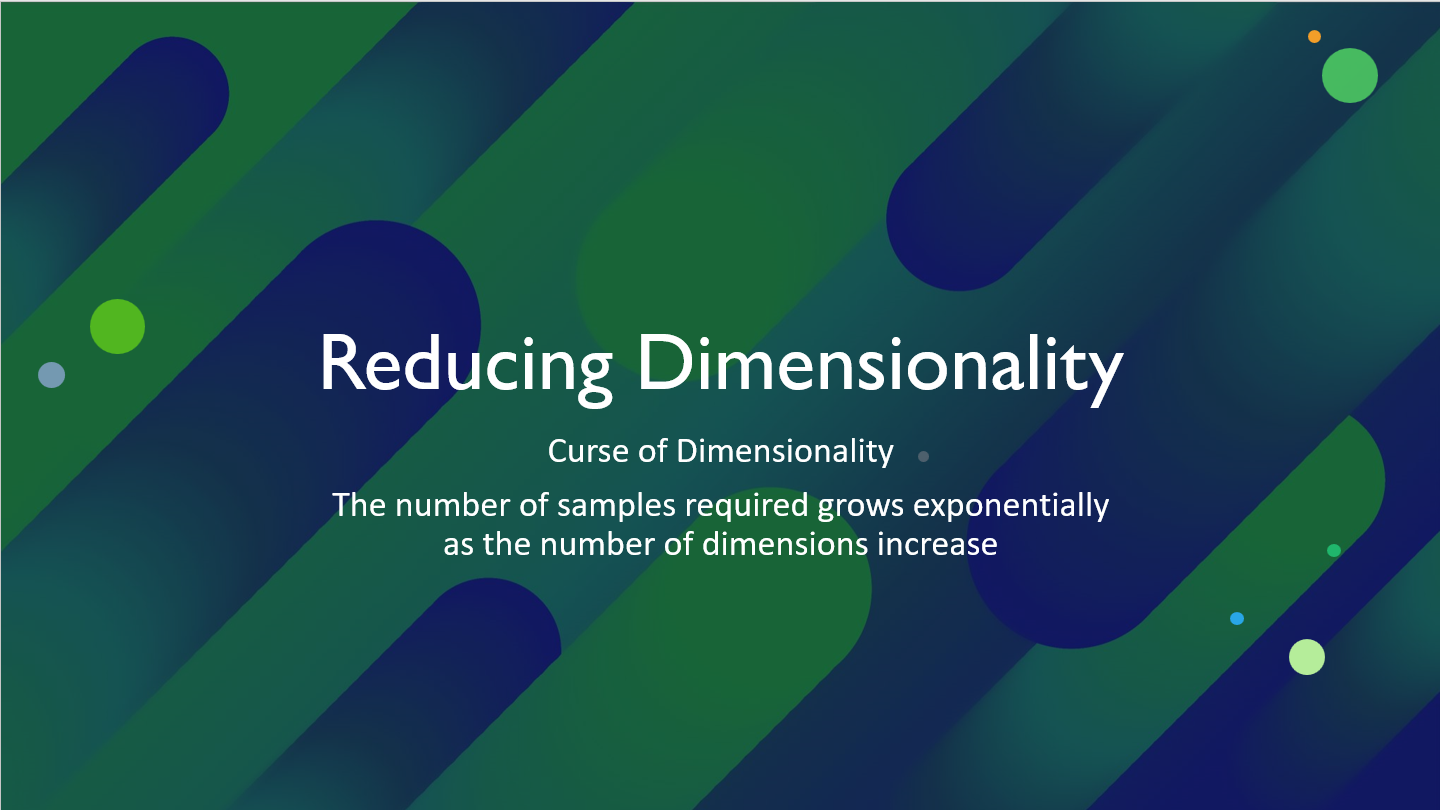 Reducing Dimensionality
Curse of Dimensionality
The number of samples required grows exponentially
as the number of dimensions increase